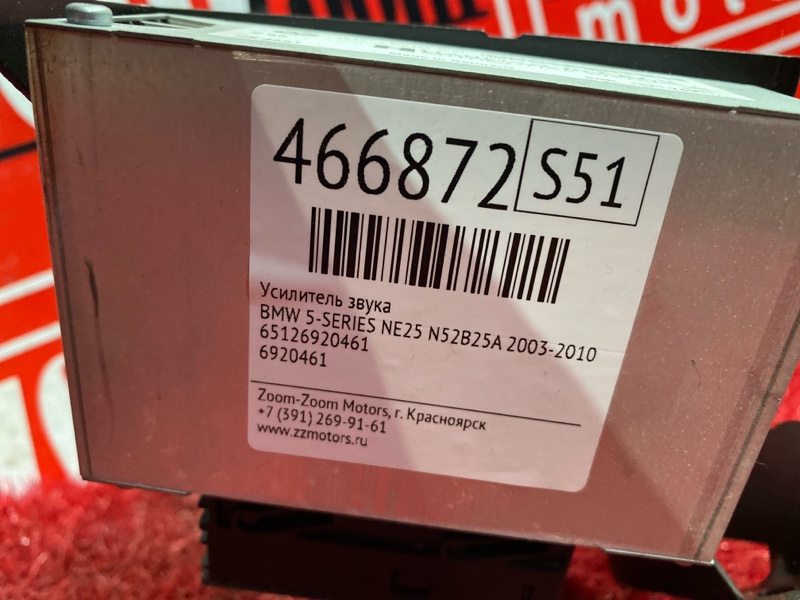 466872 S51
Усилитель звука
BMW 5-SERIES NE25 N52B25A 2003-2010
65126920461
6920461
Zoom-Zoom Motors, г. Красноярск
+7 (391) 269-91-61
www.zzmotors.ru